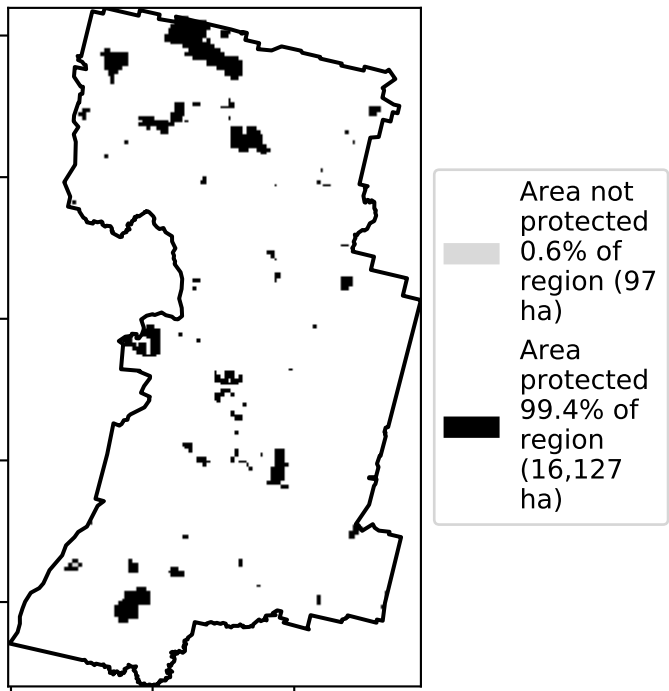 Area not
protected
0.6% of
region (97
ha)
Area
protected
99.4% of
region
(16,127
ha)